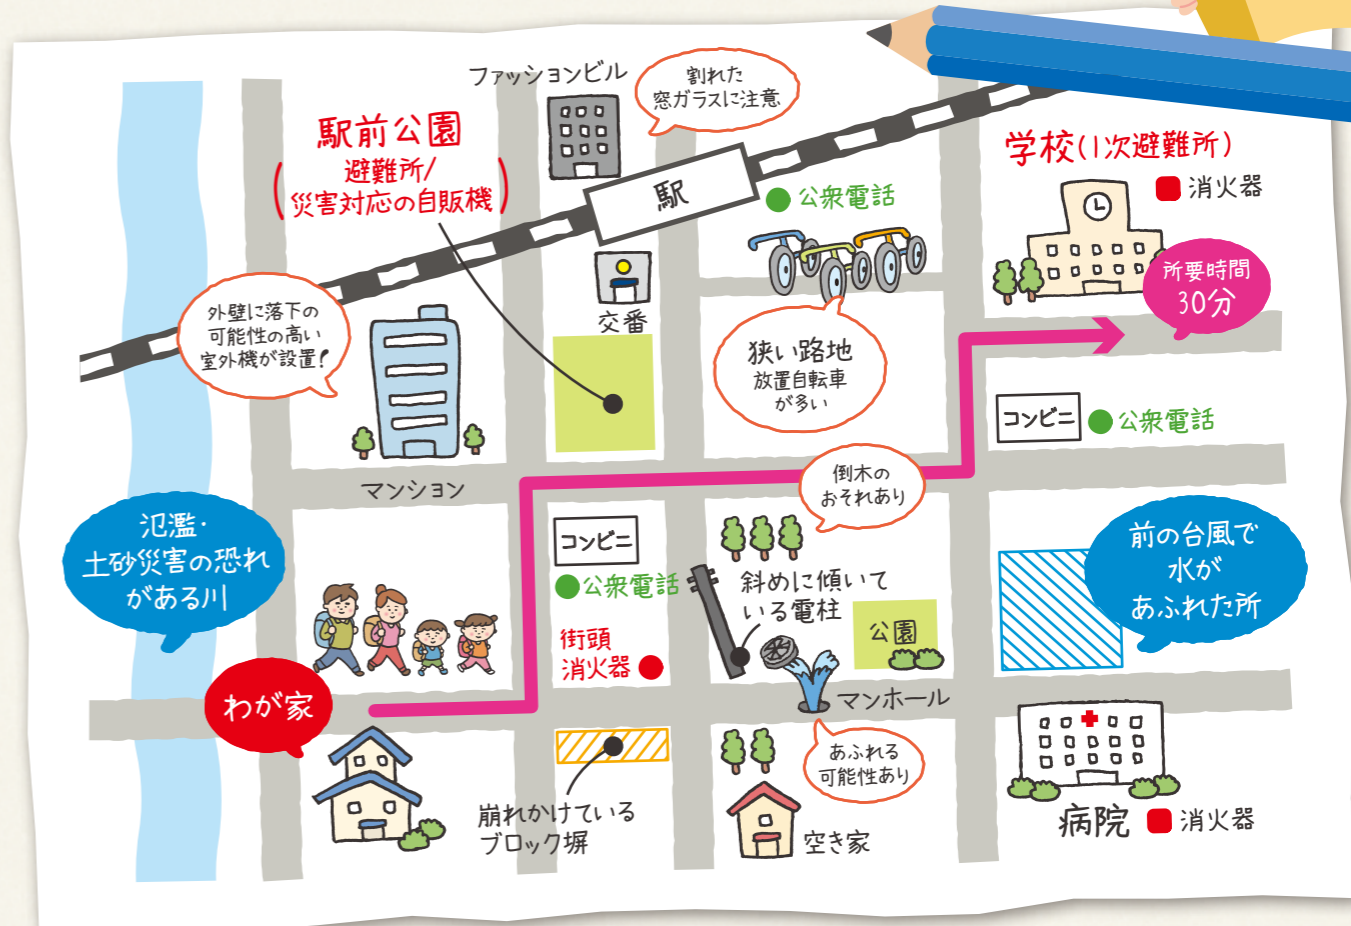 ファッションビル
割れた
窓ガラスに注意
駅前公園
避難所/
災害対応の自販機
駅
公衆電話
学校(1次避難所)
消火器
所要時間
30分
外壁に落下の
可能性の高い
室外機が設置!
交番
狭い路地
放置自転車
が多い
コンビニ
公衆電話
マンション
倒木の
おそれあり
氾濫・
土砂災害の恐れ
がある川
コンビニ
公衆電話
街頭
消火器
斜めに傾いて
いる電柱
公園
前の台風で
水が
あふれた所
わが家
マンホール
あふれる
可能性あり
崩れかけている
ブロック塀
空き家
病院
消火器